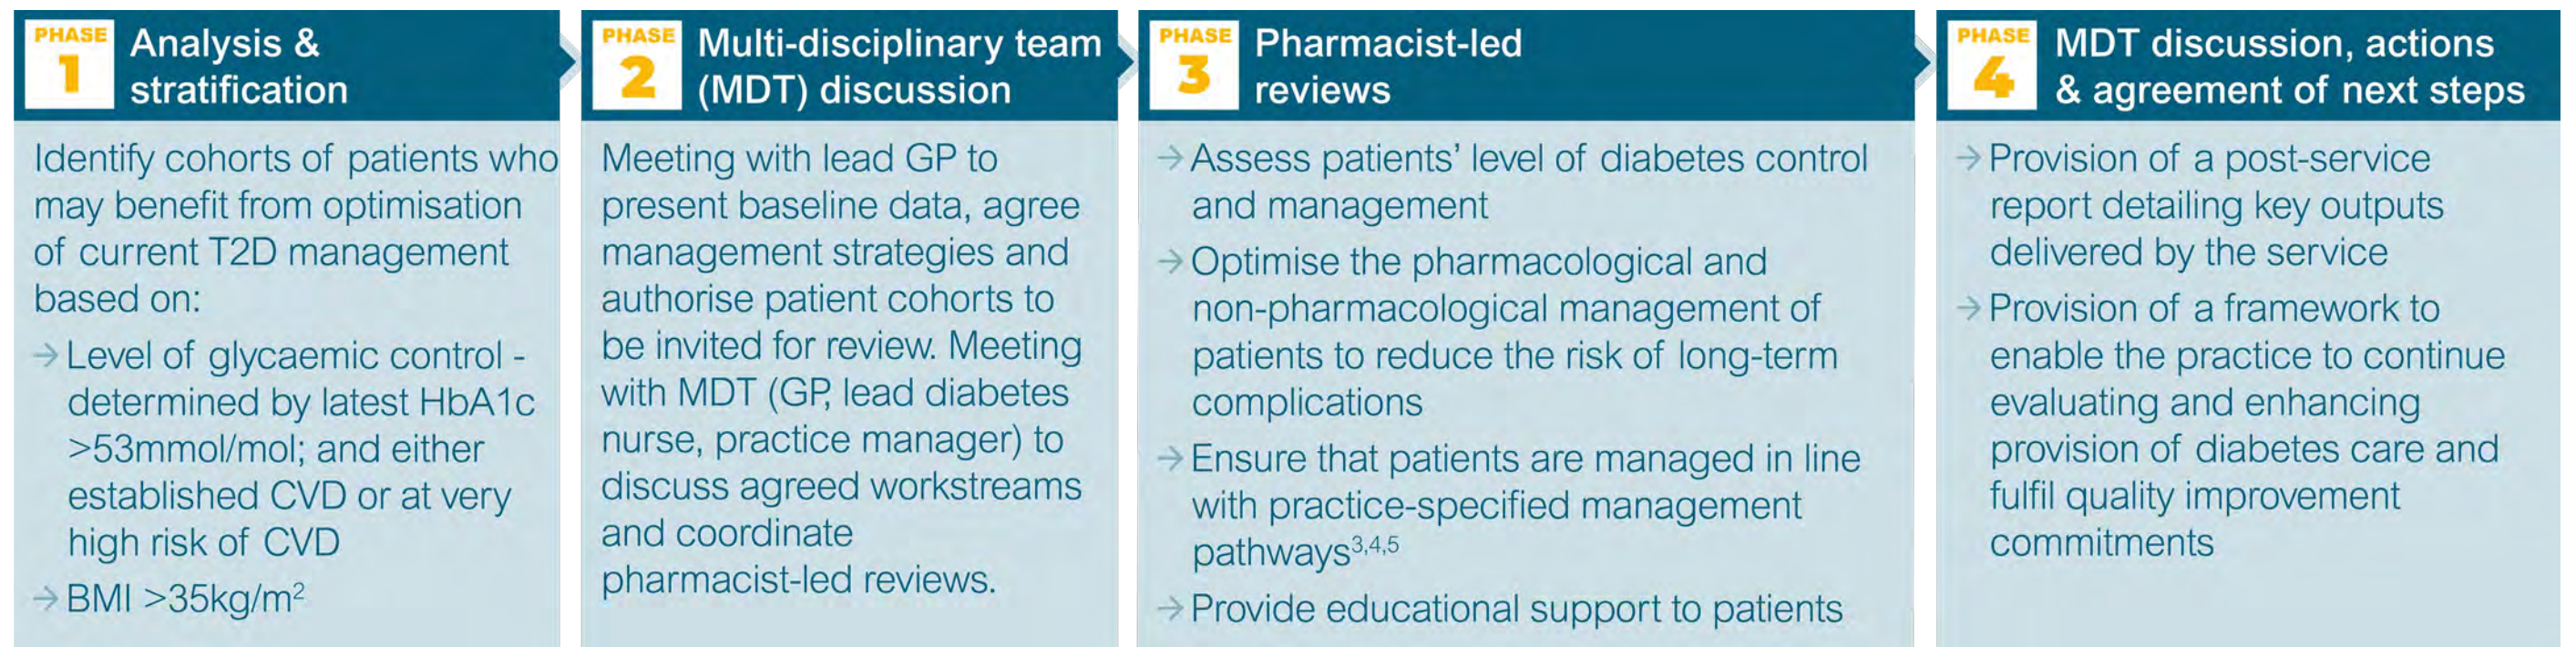 PHASE
1
Analysis &
stratification
Identify cohorts of patients who
may benefit from optimisation
of current T2D management
based on:
→ Level of glycaemic control -
determined by latest HbA1c
>53mmol/mol; and either
established CVD or at very
high risk of CVD
→ BMI >35kg/m²
PHASE
2
Multi-disciplinary team
(MDT) discussion
Meeting with lead GP to
present baseline data, agree
management strategies and
authorise patient cohorts to
be invited for review. Meeting
with MDT (GP, lead diabetes
nurse, practice manager) to
discuss agreed workstreams
and coordinate
pharmacist-led reviews.
PHASE
3
Pharmacist-led
reviews
→ Assess patients’ level of diabetes control
and management
→ Optimise the pharmacological and
non-pharmacological management of
patients to reduce the risk of long-term
complications
→ Ensure that patients are managed in line
with practice-specified management
pathways³,⁴,⁵
→ Provide educational support to patients
PHASE
4
MDT discussion, actions
& agreement of next steps
→ Provision of a post-service
report detailing key outputs
delivered by the service
→ Provision of a framework to
enable the practice to continue
evaluating and enhancing
provision of diabetes care and
fulfil quality improvement
commitments